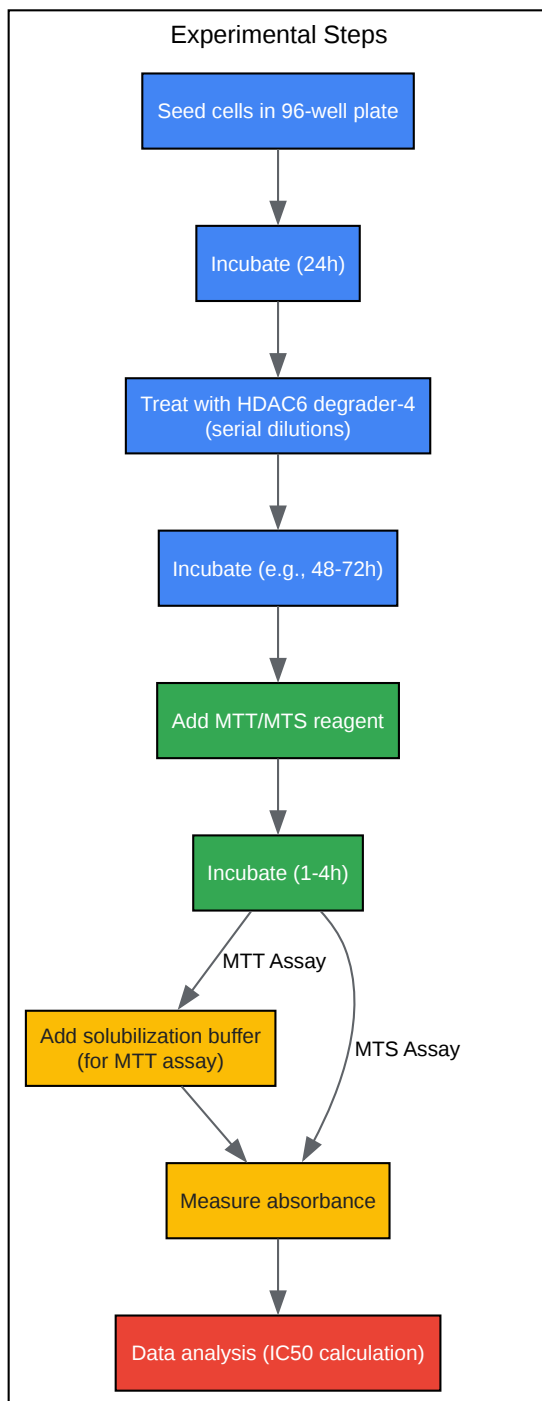 Experimental Steps
Seed cells in 96-well plate
Incubate (24h)
Treat with HDAC6 degrader-4
(serial dilutions)
Incubate (e.g., 48-72h)
Add MTT/MTS reagent
Incubate (1-4h)
MTT Assay
Add solubilization buffer
(for MTT assay)
MTS Assay
Measure absorbance
Data analysis (IC50 calculation)